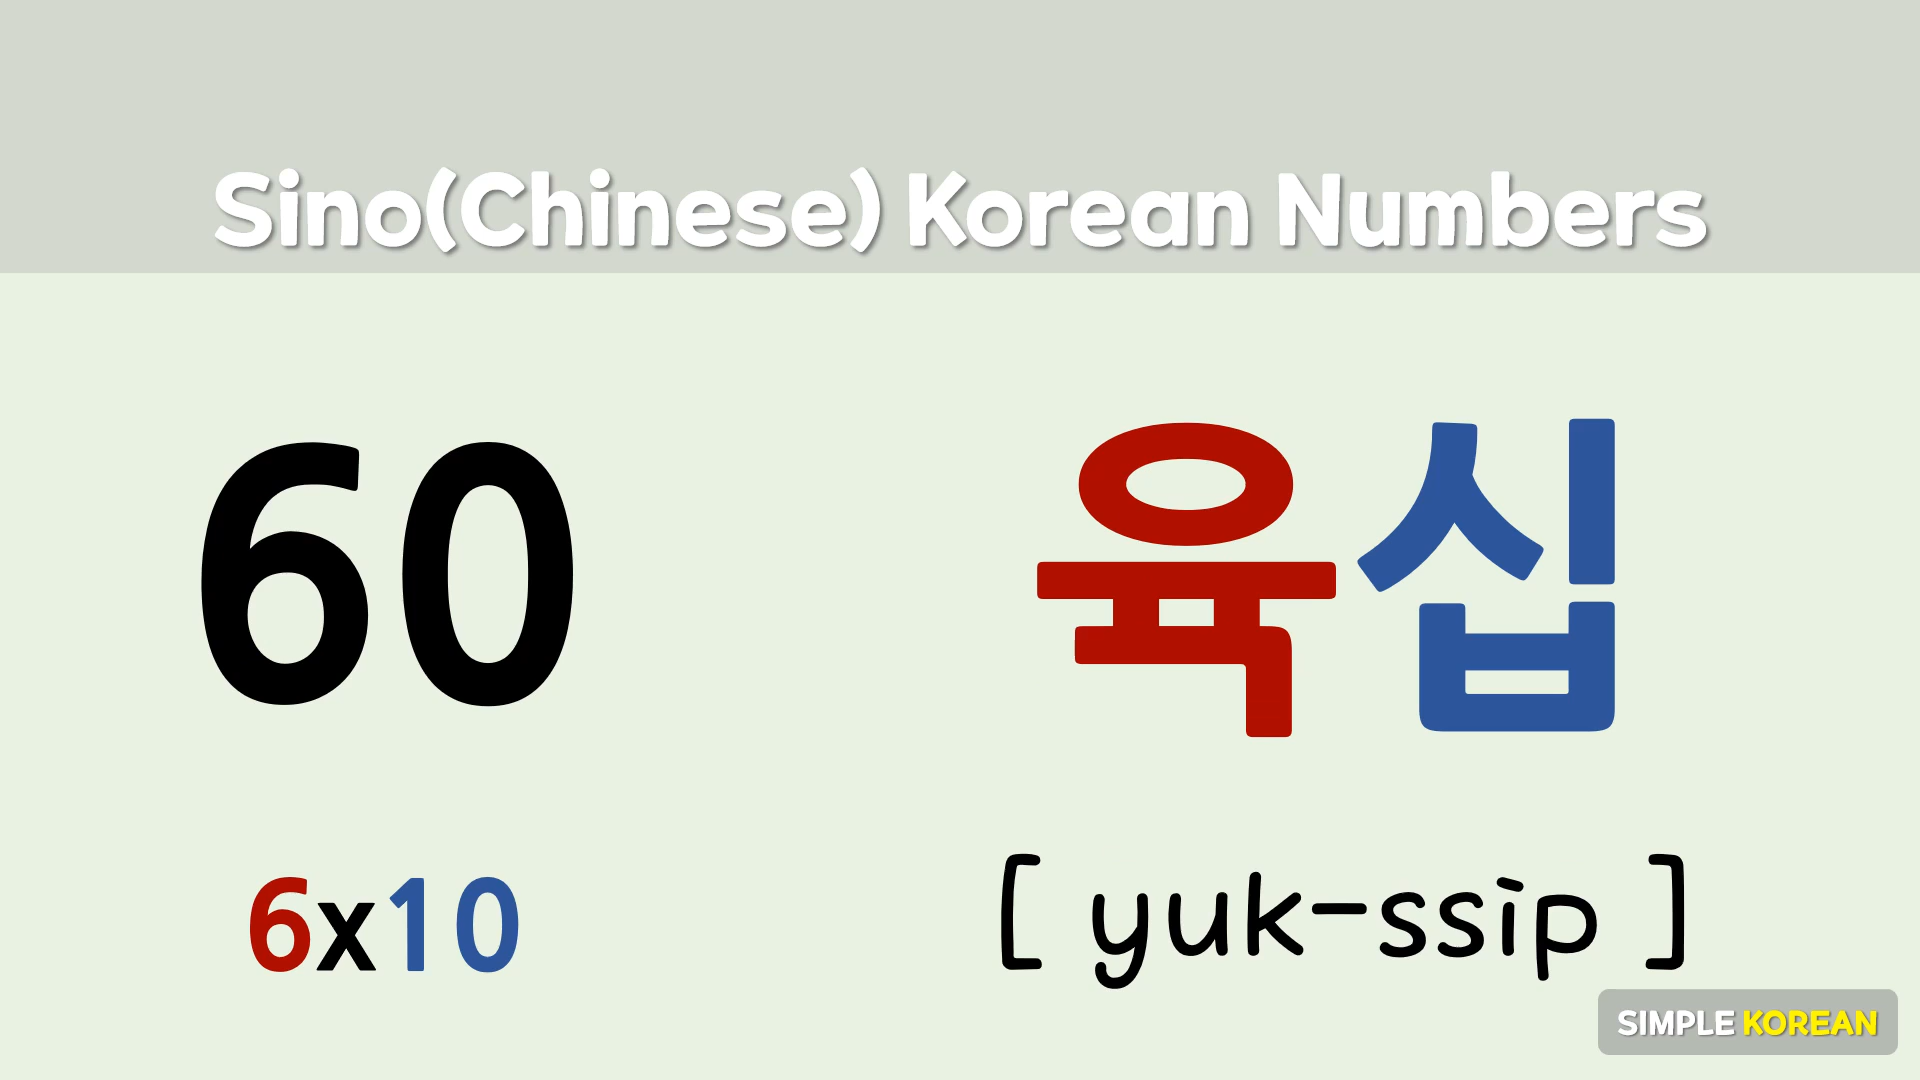 Sino(Chinese) Korean Numbers
60
육십
6x10
[ yuk-ssip ]
SIMPLE KOREAN